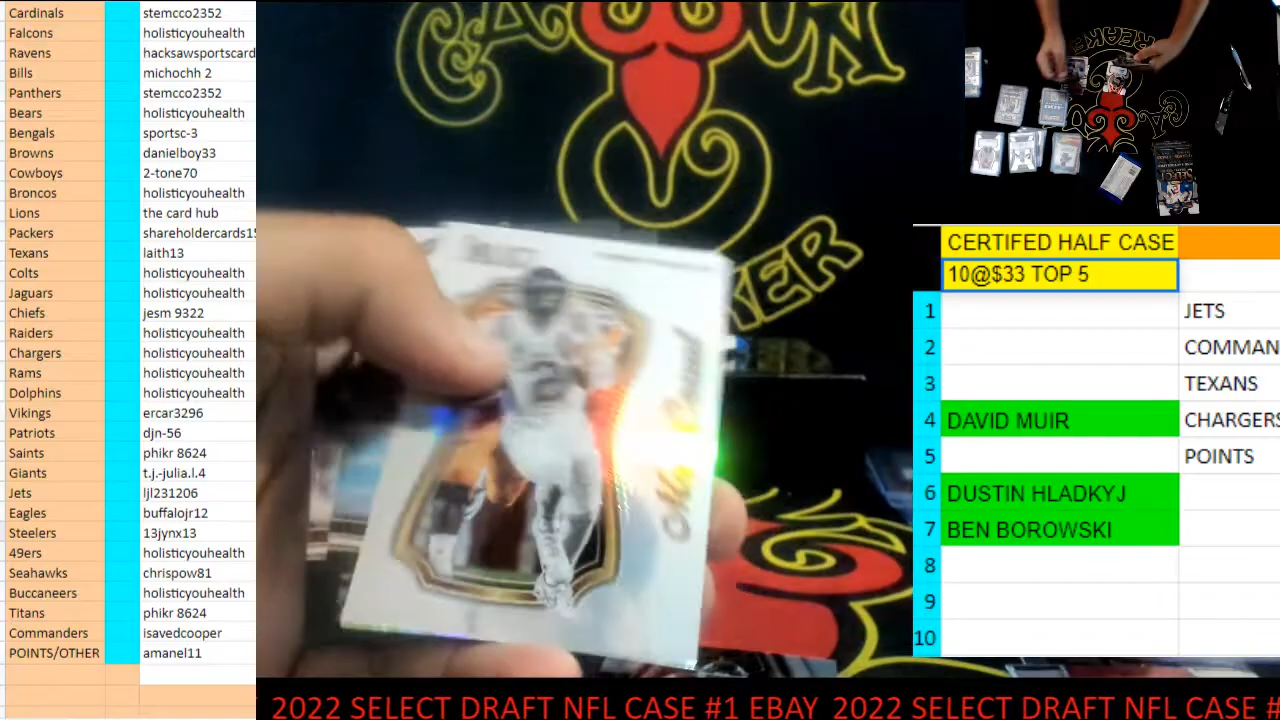 Cardinals stemcco2352
Falcons holisticyouhealth
Ravens hacksawsportscard
Bills michochh 2
Panthers stemcco2352
Bears holisticyouhealth
Bengals sportsc-3
Browns danielboy33
Cowboys 2-tone70
Broncos holisticyouhealth
Lions the card hub
Packers shareholdercards15
Texans laith13
Colts holisticyouhealth
Jaguars holisticyouhealth
Chiefs jesm 9322
Raiders holisticyouhealth
Chargers holisticyouhealth
Rams holisticyouhealth
Dolphins holisticyouhealth
Vikings ercar3296
Patriots djn-56
Saints phikr 8624
Giants t.j.-julia.l.4
Jets ljl231206
Eagles buffalojr12
Steelers 13jynx13
49ers holisticyouhealth
Seahawks chrispow81
Buccaneers holisticyouhealth
Titans phikr 8624
Commanders isavedcooper
POINTS/OTHER amanel11
CERTIFED HALF CASE
10@$33 TOP 5
1 JETS
2 COMMAN
3 TEXANS
4 DAVID MUIR CHARGERS
5 POINTS
6 DUSTIN HLADKYJ
7 BEN BOROWSKI
8
9
10
2022 SELECT DRAFT NFL CASE #1 EBAY 2022 SELECT DRAFT NFL CASE #